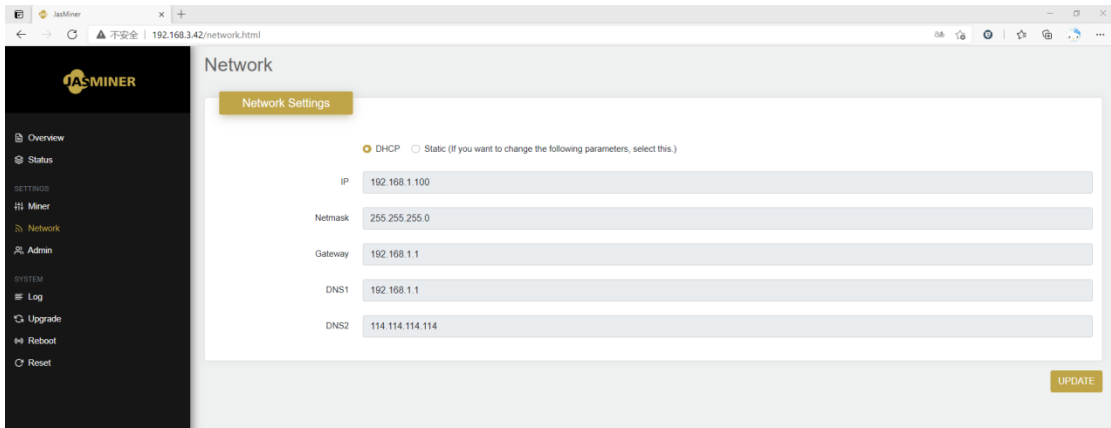 JasMiner
不安全 192.168.3.42/network.html
JASMINER
Network
Network Settings
Overview
Status
SETTINGS
Miner
Network
Admin
SYSTEM
Log
Upgrade
Reboot
Reset
DHCP Static (If you want to change the following parameters, select this.)
IP 192.168.1.100
Netmask 255.255.255.0
Gateway 192.168.1.1
DNS1 192.168.1.1
DNS2 114.114.114.114
UPDATE